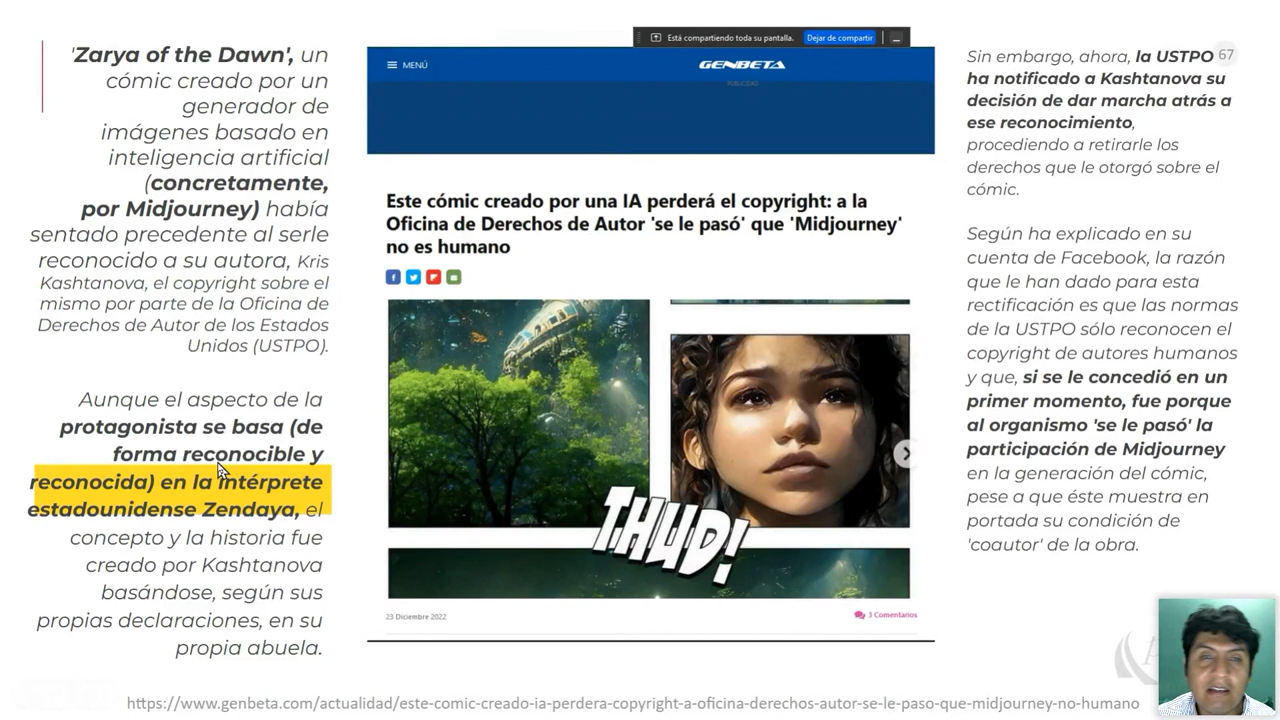 'Zarya of the Dawn', un
cómic creado por un
generador de
imágenes basado en
inteligencia artificial
(concretamente,
por Midjourney) había
sentado precedente al serle
reconocido a su autora, Kris
Kashtanova, el copyright sobre el
mismo por parte de la Oficina de
Derechos de Autor de los Estados
Unidos (USTPO).
Aunque el aspecto de la
protagonista se basa (de
forma reconocible y
reconocida) en la intérprete
estadounidense Zendaya, el
concepto y la historia fue
creado por Kashtanova
basándose, según sus
propias declaraciones, en su
propia abuela.
Está compartiendo toda su pantalla.
Dejar de compartir
MENÚ
GENBETA
PUBLICIDAD
Este cómic creado por una IA perderá el copyright: a la
Oficina de Derechos de Autor 'se le pasó' que 'Midjourney'
no es humano
THUD!
23 Diciembre 2022
3 Comentarios
67
Sin embargo, ahora, la USTPO
ha notificado a Kashtanova su
decisión de dar marcha atrás a
ese reconocimiento,
procediendo a retirarle los
derechos que le otorgó sobre el
cómic.
Según ha explicado en su
cuenta de Facebook, la razón
que le han dado para esta
rectificación es que las normas
de la USTPO sólo reconocen el
copyright de autores humanos
y que, si se le concedió en un
primer momento, fue porque
al organismo 'se le pasó' la
participación de Midjourney
en la generación del cómic,
pese a que éste muestra en
portada su condición de
'coautor' de la obra.
https://www.genbeta.com/actualidad/este-comic-creado-ia-perdera-copyright-a-oficina-derechos-autor-se-le-paso-que-midjourney-no-humano